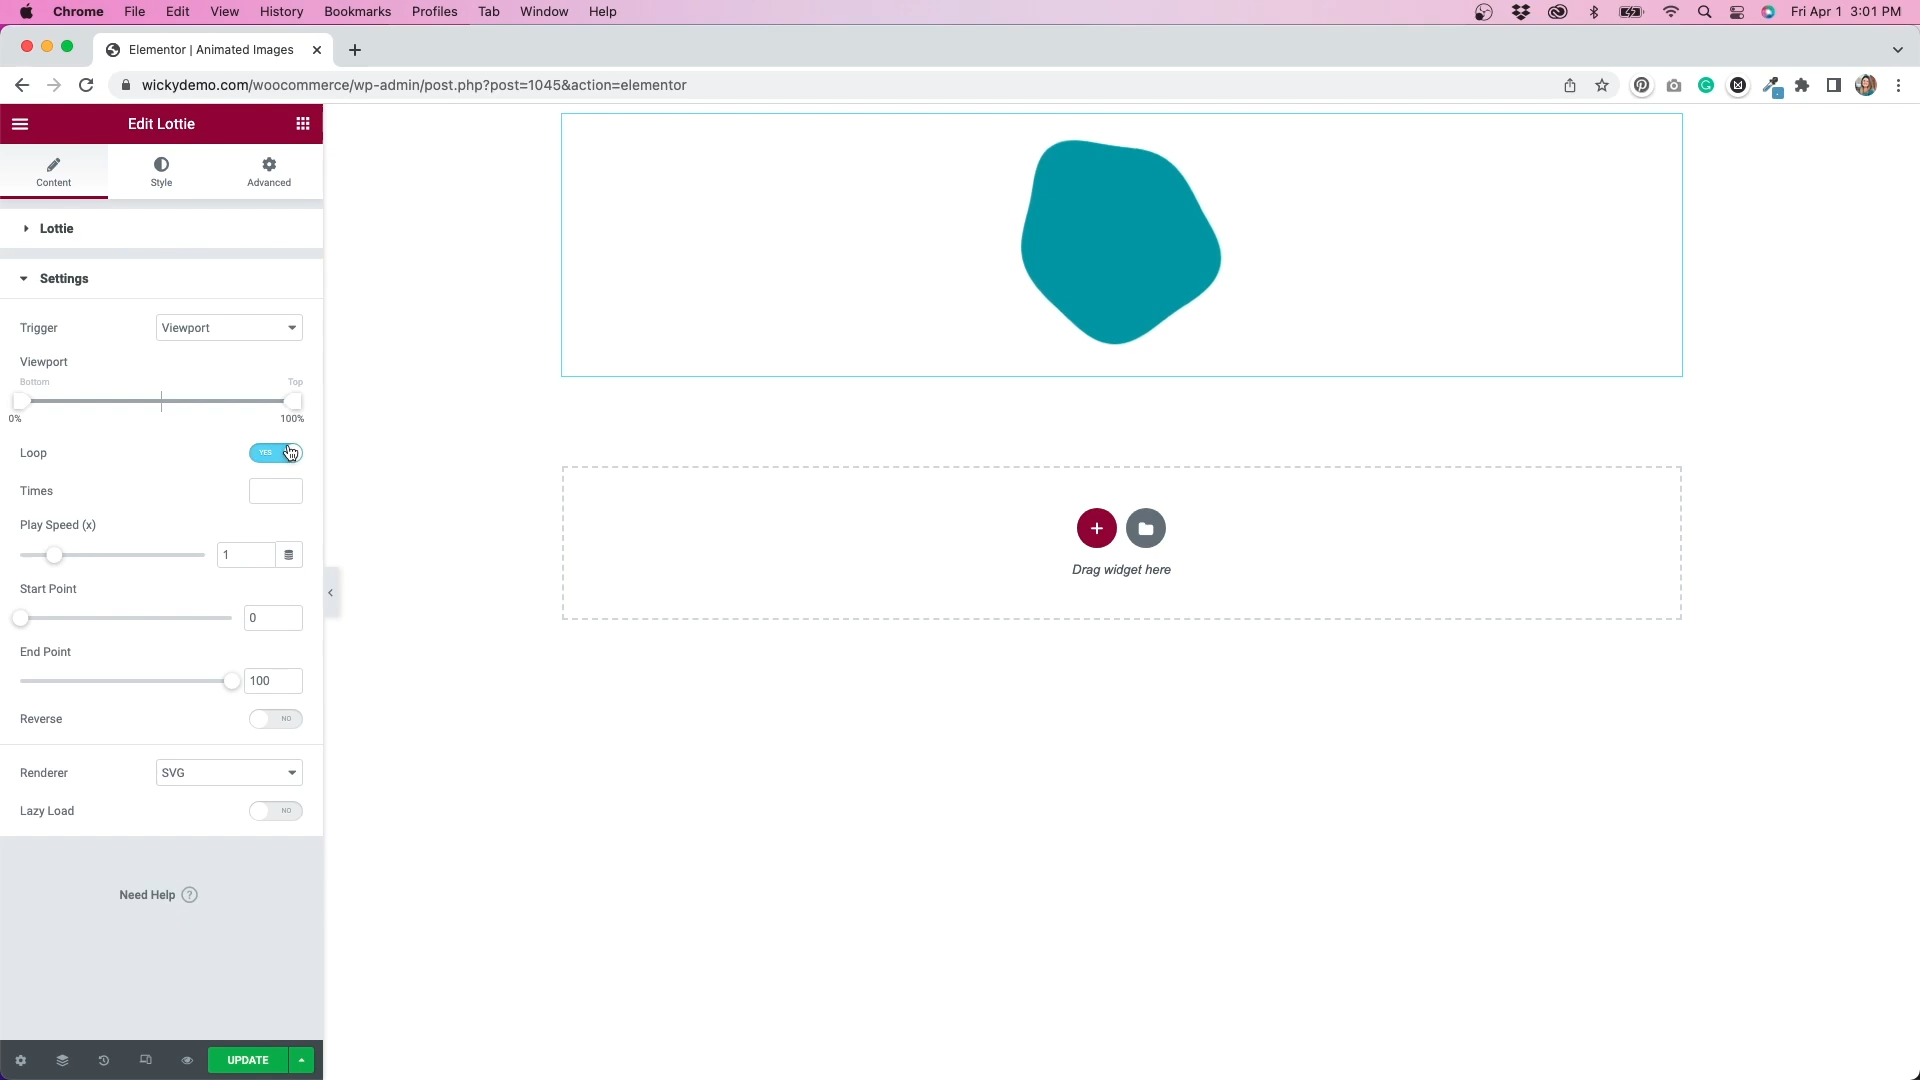 Chrome File Edit View History Bookmarks Profiles Tab Window Help Fri Apr 1 3:01 PM
Elementor | Animated Images
wickydemo.com/woocommerce/wp-admin/post.php?post=1045&action=elementor
Edit Lottie
Content Style Advanced
Lottie
Settings
Trigger Viewport
Viewport
Bottom Top
0% 100%
Loop YES
Times
Play Speed (x)
1
Start Point
0
End Point
100
Reverse NO
Renderer SVG
Lazy Load NO
Need Help ?
UPDATE
Drag widget here